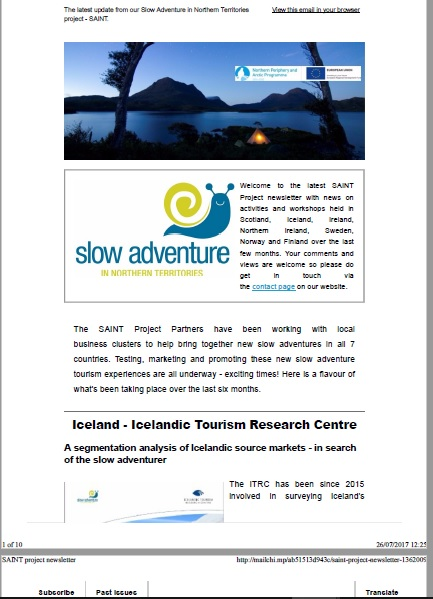 The latest update from our Slow Adventure in Northern Territories
project - SAINT.
View this email in your browser
Northern Periphery and
Arctic Programme
EUROPEAN UNION
Welcome to the latest SAINT
Project newsletter with news on
activities and workshops held in
Scotland, Iceland, Ireland,
Northern Ireland, Sweden,
Norway and Finland over the last
few months. Your comments and
views are welcome so please do
get in touch via
the contact page on our website.
slow adventure
IN NORTHERN TERRITORIES
The SAINT Project Partners have been working with local
business clusters to help bring together new slow adventures in all 7
countries. Testing, marketing and promoting these new slow adventure
tourism experiences are all underway - exciting times! Here is a flavour of
what's been taking place over the last six months.
Iceland - Icelandic Tourism Research Centre
A segmentation analysis of Icelandic source markets - in search
of the slow adventurer
The ITRC has been since 2015
involved in surveying Iceland's
1 of 10
26/07/2017 12:25
SAINT project newsletter
http://mailchi.mp/ab51513d943c/saint-project-newsletter-1362009
Subscribe
Past Issues
Translate